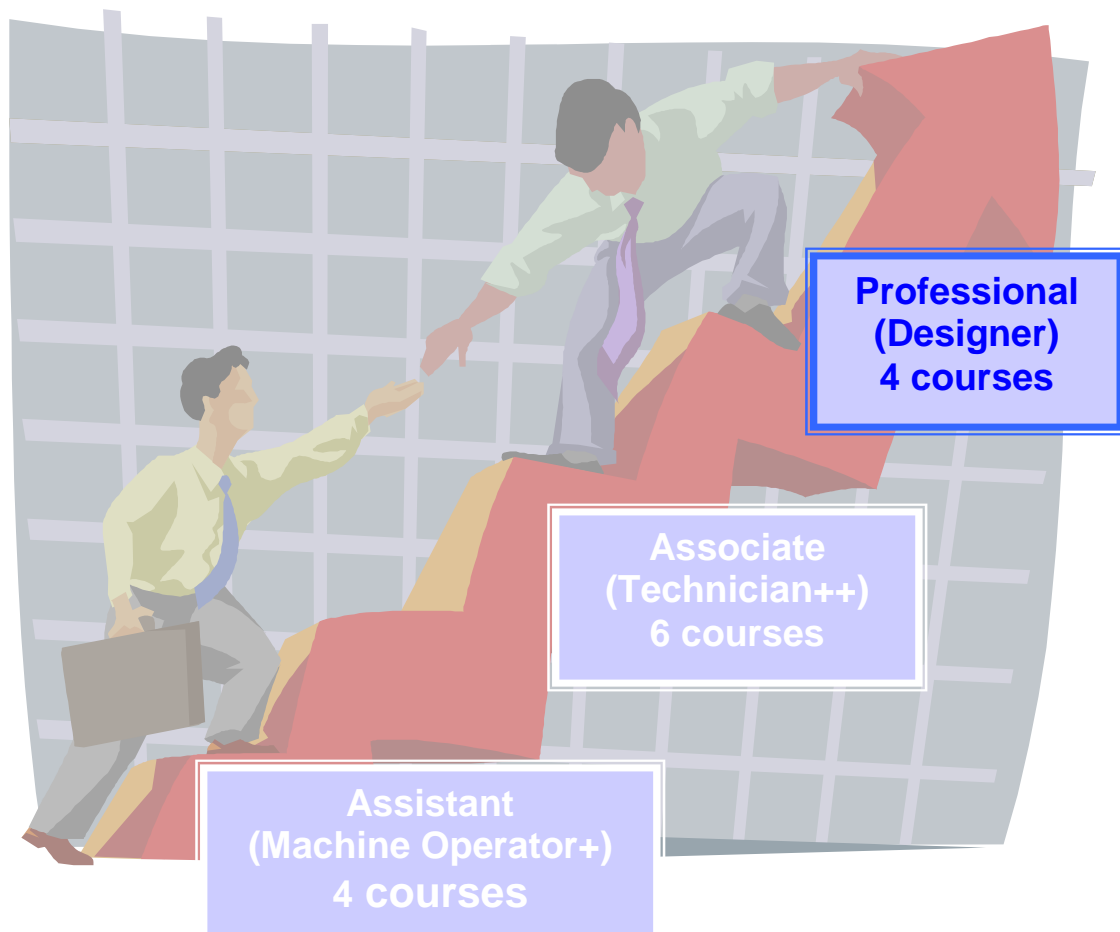 Professional
(Designer)
4 courses
Associate
(Technician++)
6 courses
Assistant
(Machine Operator+)
4 courses